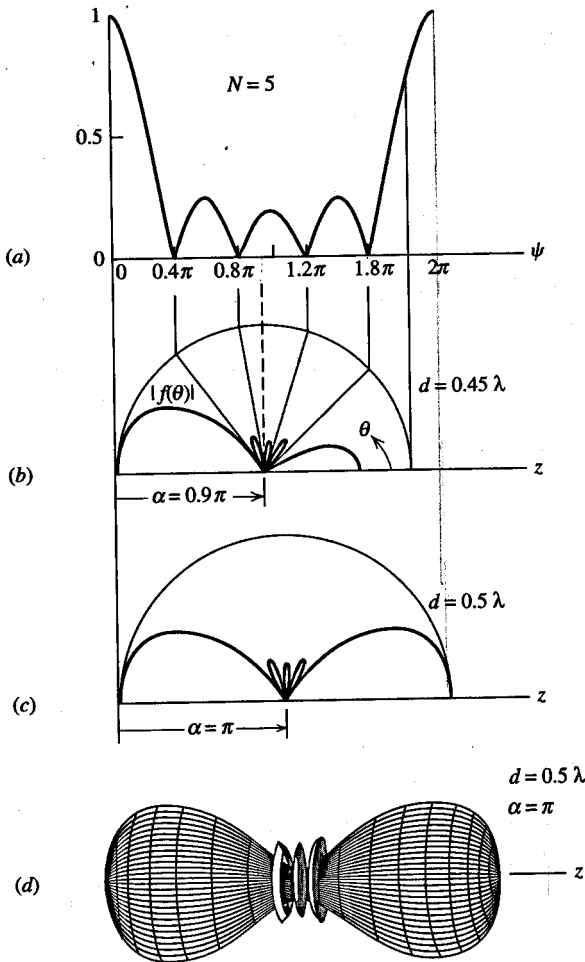 1
N = 5
0.5
(a)
0
0 0.4π 0.8π 1.2π 1.8π 2π ψ
|f(θ)|
d = 0.45 λ
θ
(b)
z
α = 0.9 π
d = 0.5 λ
(c)
z
α = π
d = 0.5 λ
α = π
(d)
z